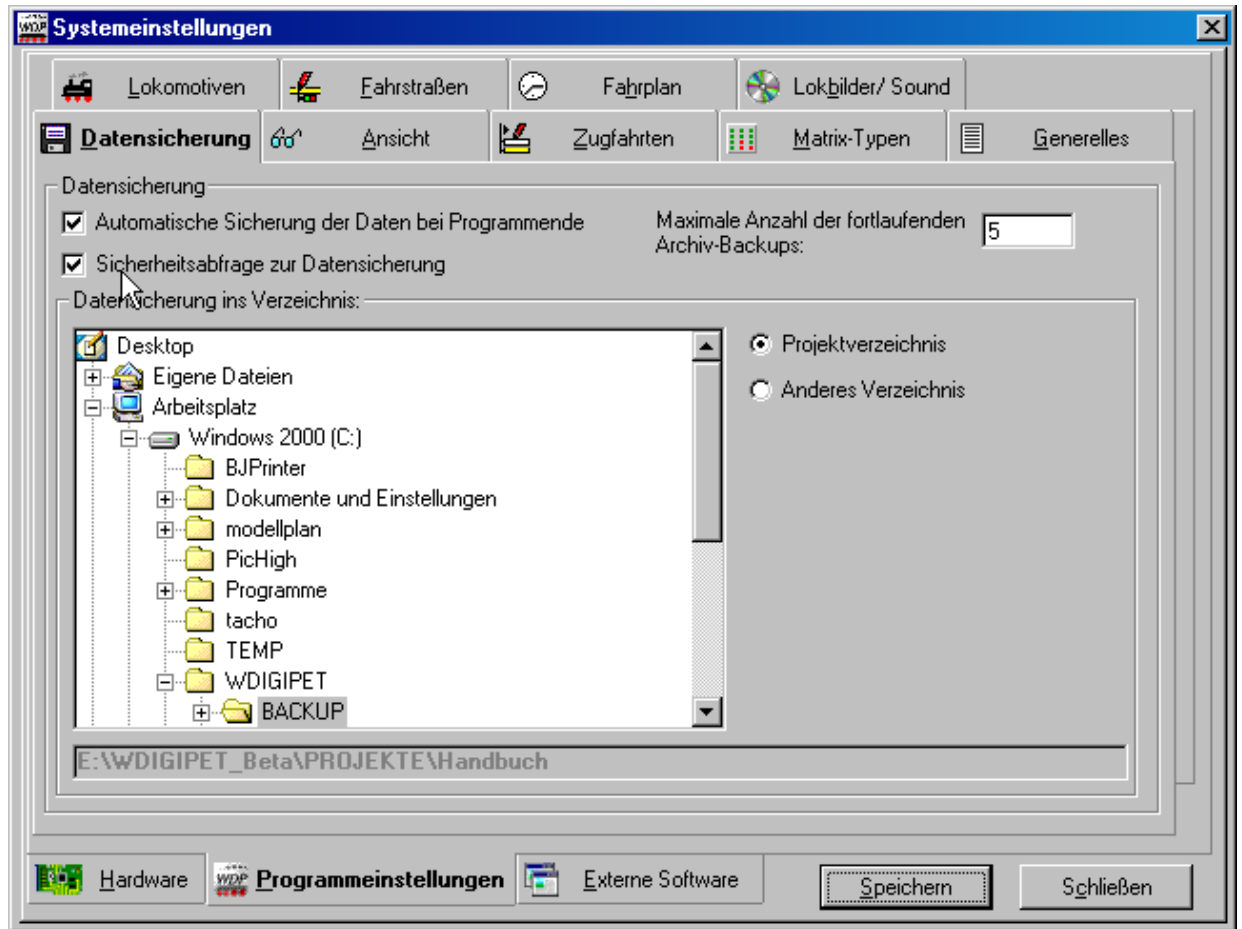 WDP Systemeinstellungen
Lokomotiven Fahrstraßen Fahrplan Lokbilder/ Sound
Datensicherung Ansicht Zugfahrten Matrix-Typen Generelles
Datensicherung
Automatische Sicherung der Daten bei Programmende
Maximale Anzahl der fortlaufenden
Archiv-Backups:
5
Sicherheitsabfrage zur Datensicherung
Datensicherung ins Verzeichnis:
Desktop
Eigene Dateien
Arbeitsplatz
Windows 2000 (C:)
BJPrinter
Dokumente und Einstellungen
modellplan
PicHigh
Programme
tacho
TEMP
WDIGIPET
BACKUP
Projektverzeichnis
Anderes Verzeichnis
E:\WDIGIPET_Beta\PROJEKTE\Handbuch
Hardware WDP Programmeinstellungen Externe Software
Speichern Schließen